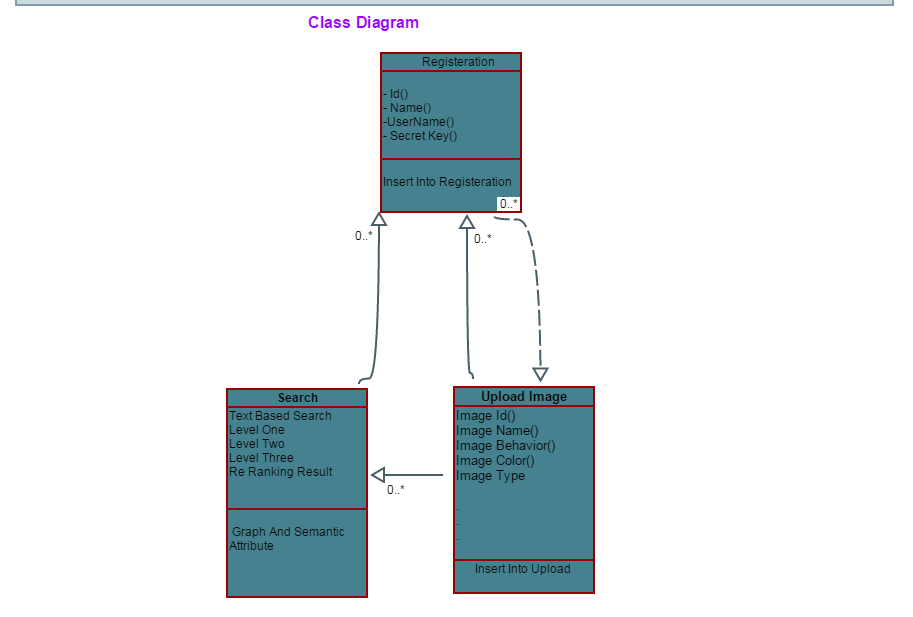 Class Diagram
Registeration
- Id()
- Name()
-UserName()
- Secret Key()
Insert Into Registeration
0..*
0..*
0..*
Search
Text Based Search
Level One
Level Two
Level Three
Re Ranking Result
Graph And Semantic
Attribute
0..*
Upload Image
Image Id()
Image Name()
Image Behavior()
Image Color()
Image Type
.
.
.
Insert Into Upload